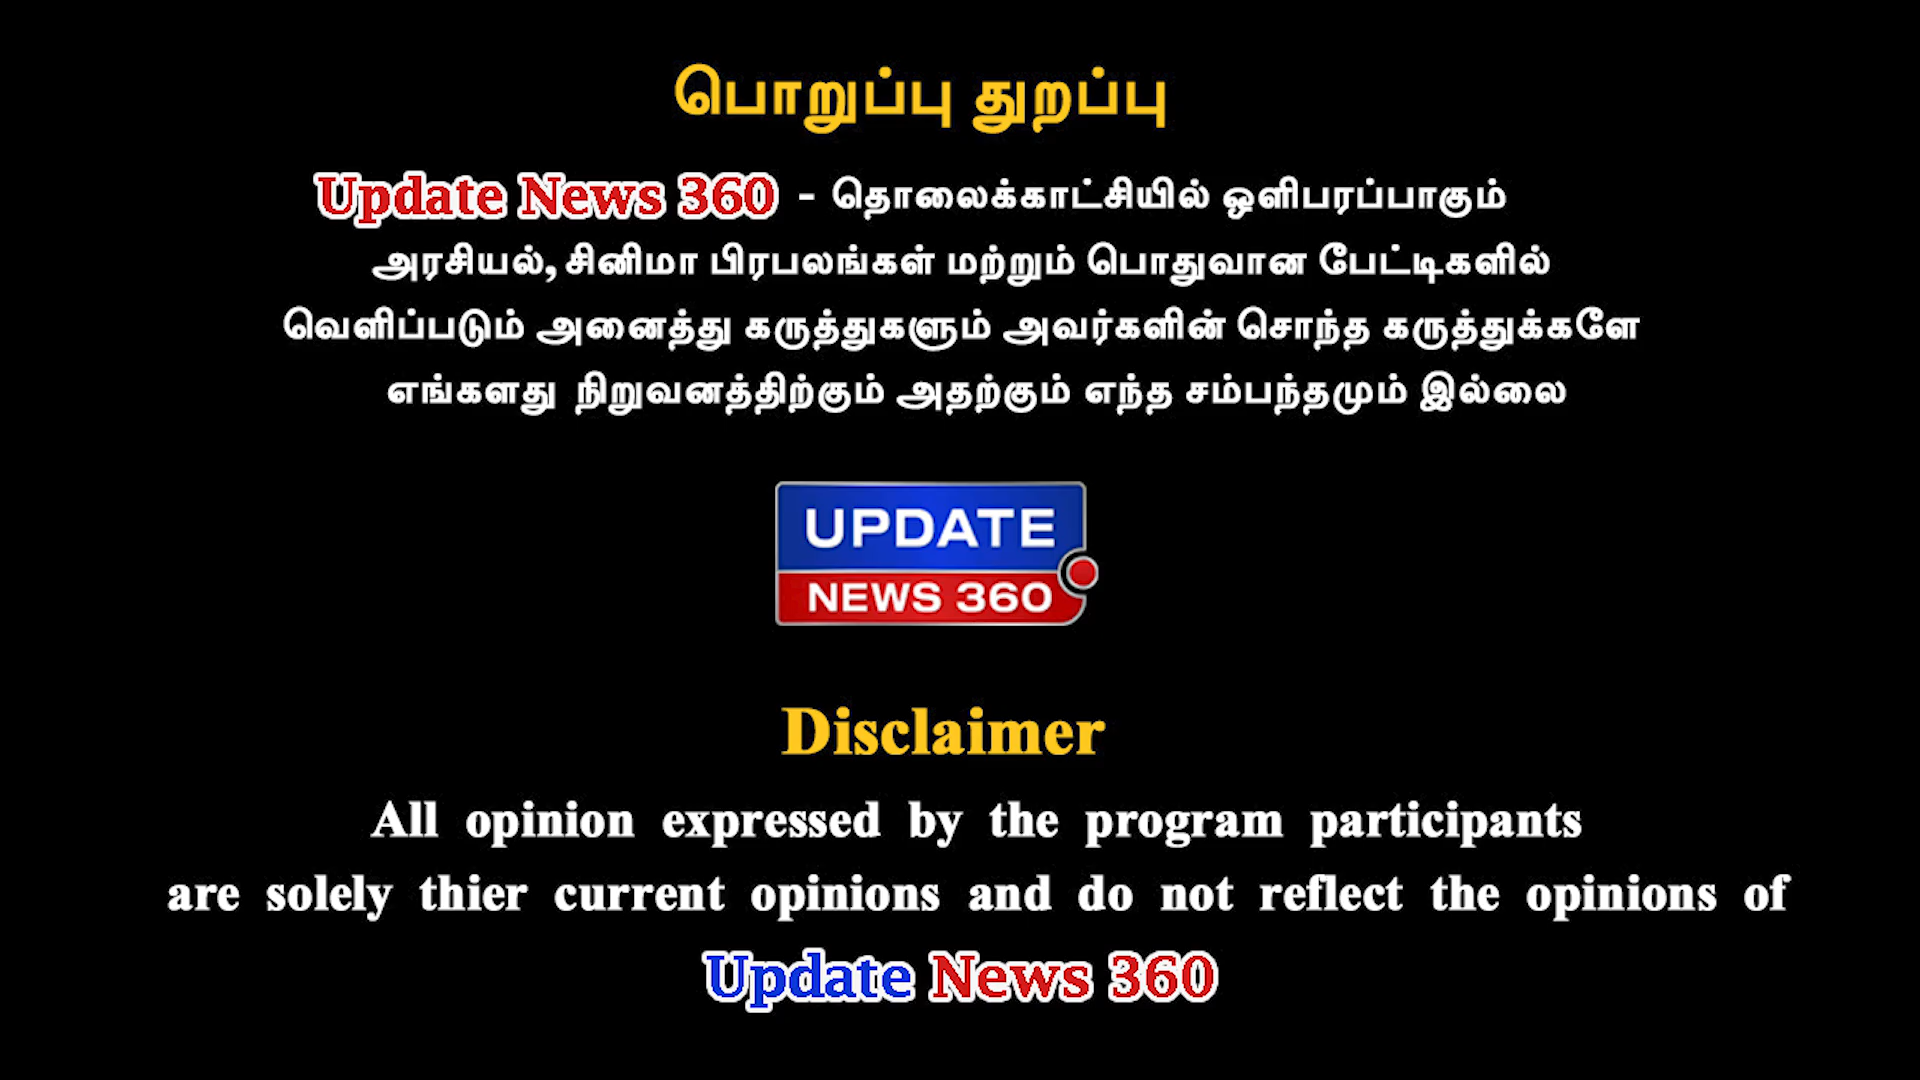 பொறுப்பு துறப்பு
Update News 360 - தொலைக்காட்சியில் ஒளிபரப்பாகும்
அரசியல், சினிமா பிரபலங்கள் மற்றும் பொதுவான பேட்டிகளில்
வெளிப்படும் அனைத்து கருத்துகளும் அவர்களின் சொந்த கருத்துக்களே
எங்களது நிறுவனத்திற்கும் அதற்கும் எந்த சம்பந்தமும் இல்லை
UPDATE
NEWS 360
Disclaimer
All opinion expressed by the program participants
are solely thier current opinions and do not reflect the opinions of
Update News 360